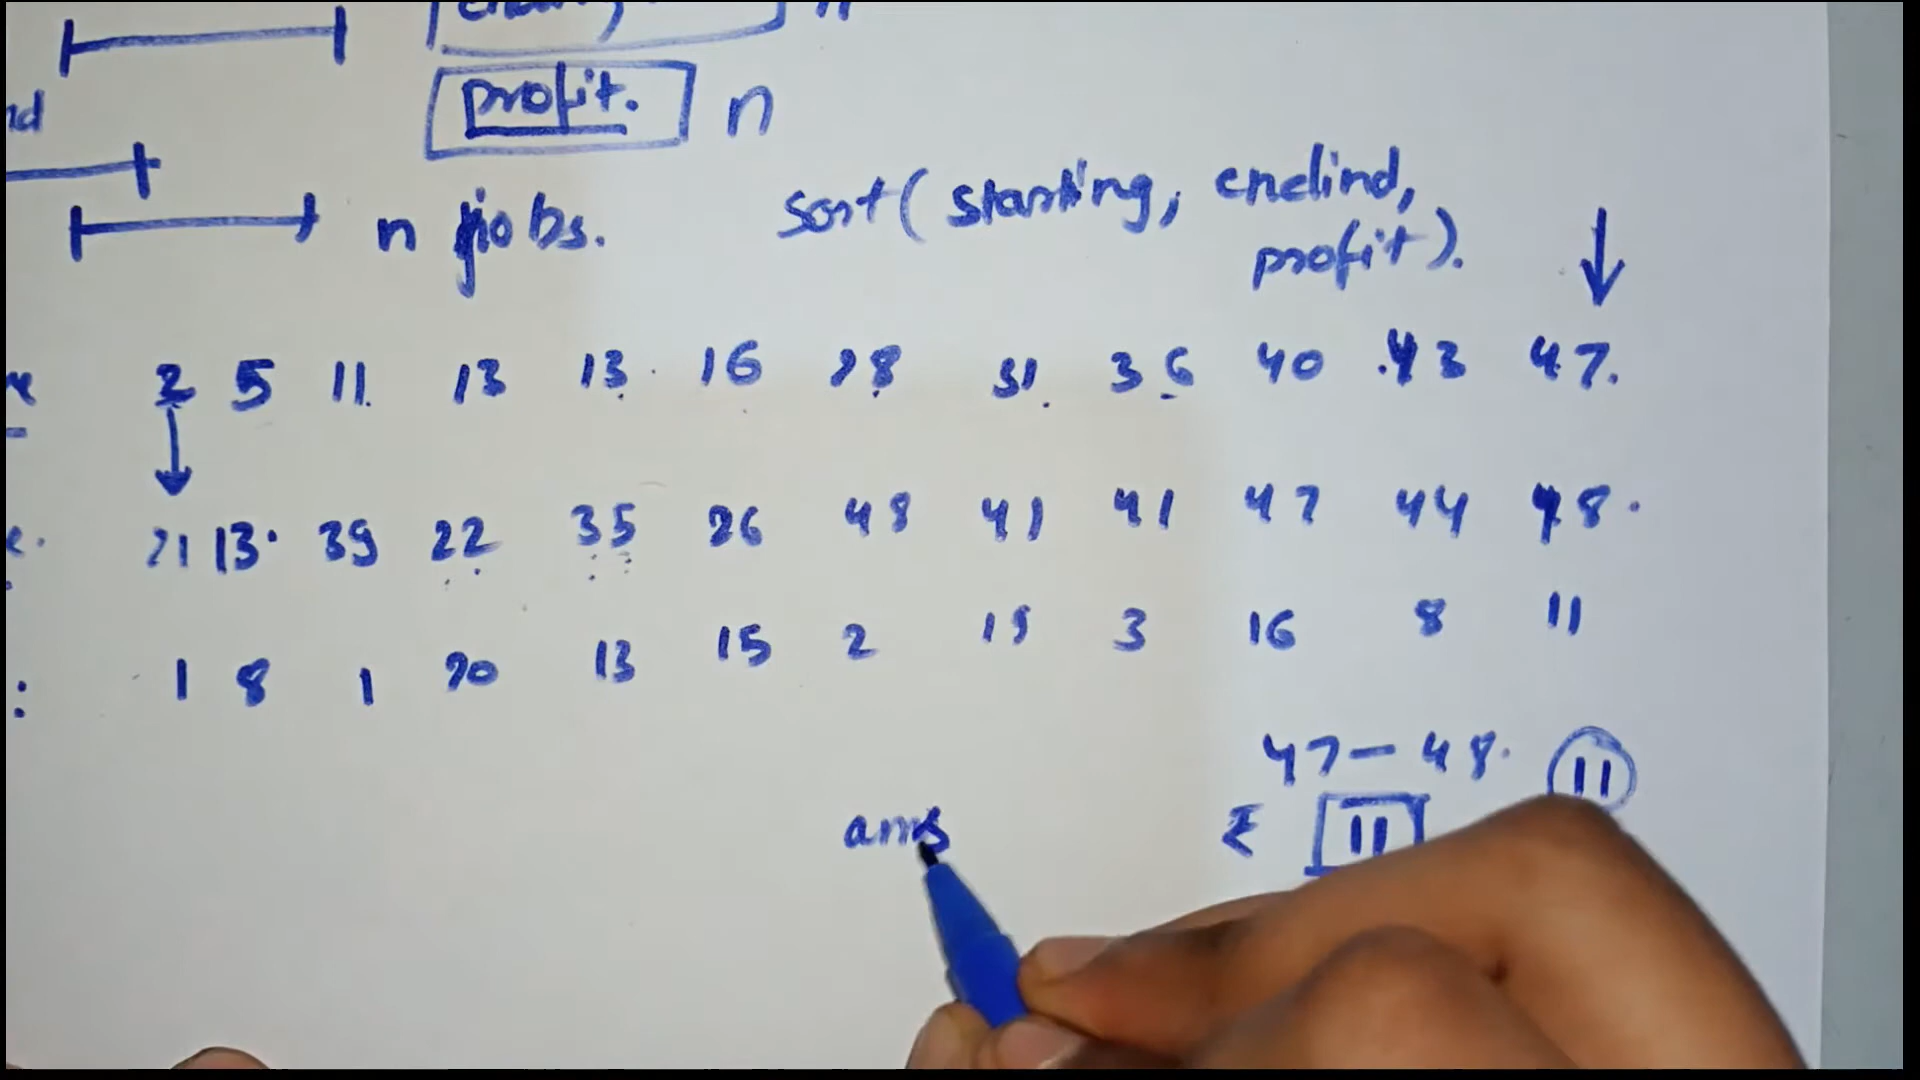 profit. n
nd
n jobs. sort( starting, endind,
profit).
2 5 11 13 13 16 28 31 36 40 43 47.
21 13 39 22 35 26 48 41 41 47 44 48
: 1 8 1 20 13 15 2 19 3 16 8 11
47-48. 11
ans ₹ 11